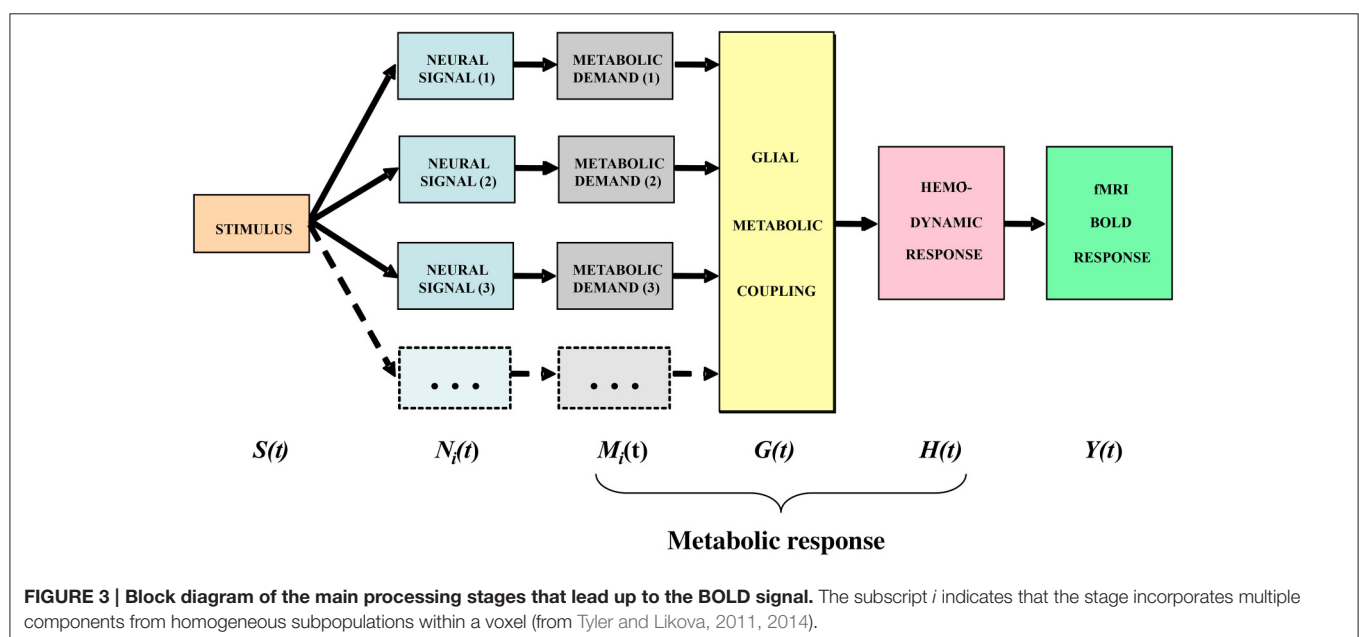 NEURAL
SIGNAL (1)
METABOLIC
DEMAND (1)
NEURAL
SIGNAL (2)
METABOLIC
DEMAND (2)
NEURAL
SIGNAL (3)
METABOLIC
DEMAND (3)
• • •
• • •
STIMULUS
GLIAL
METABOLIC
COUPLING
HEMO-
DYNAMIC
RESPONSE
fMRI
BOLD
RESPONSE
S(t)
Nᵢ(t)
Mᵢ(t)
G(t)
H(t)
Y(t)
Metabolic response
FIGURE 3 | Block diagram of the main processing stages that lead up to the BOLD signal. The subscript i indicates that the stage incorporates multiple
components from homogeneous subpopulations within a voxel (from Tyler and Likova, 2011, 2014).